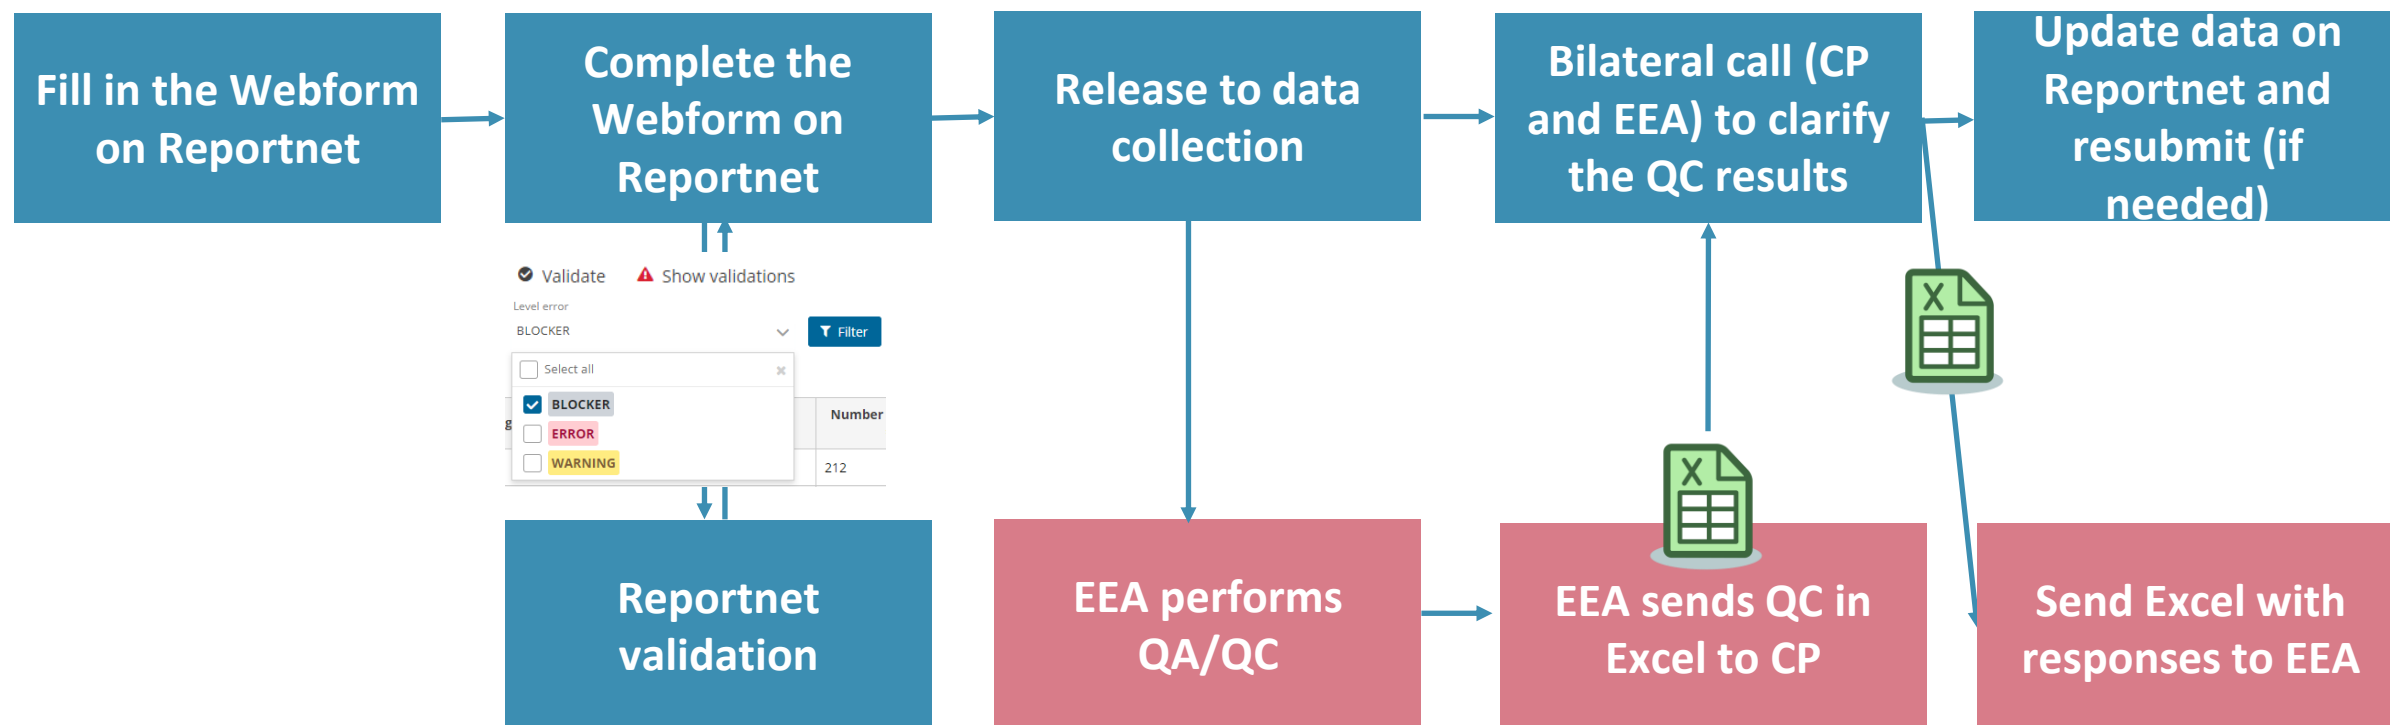 Fill in the Webform
on Reportnet
Complete the
Webform on
Reportnet
Release to data
collection
Bilateral call (CP
and EEA) to clarify
the QC results
Update data on
Reportnet and
resubmit (if
needed)
Validate
Show validations
Level error
BLOCKER
Filter
Select all
BLOCKER
ERROR
WARNING
Number
212
Reportnet
validation
EEA performs
QA/QC
X
EEA sends QC in
Excel to CP
X
Send Excel with
responses to EEA